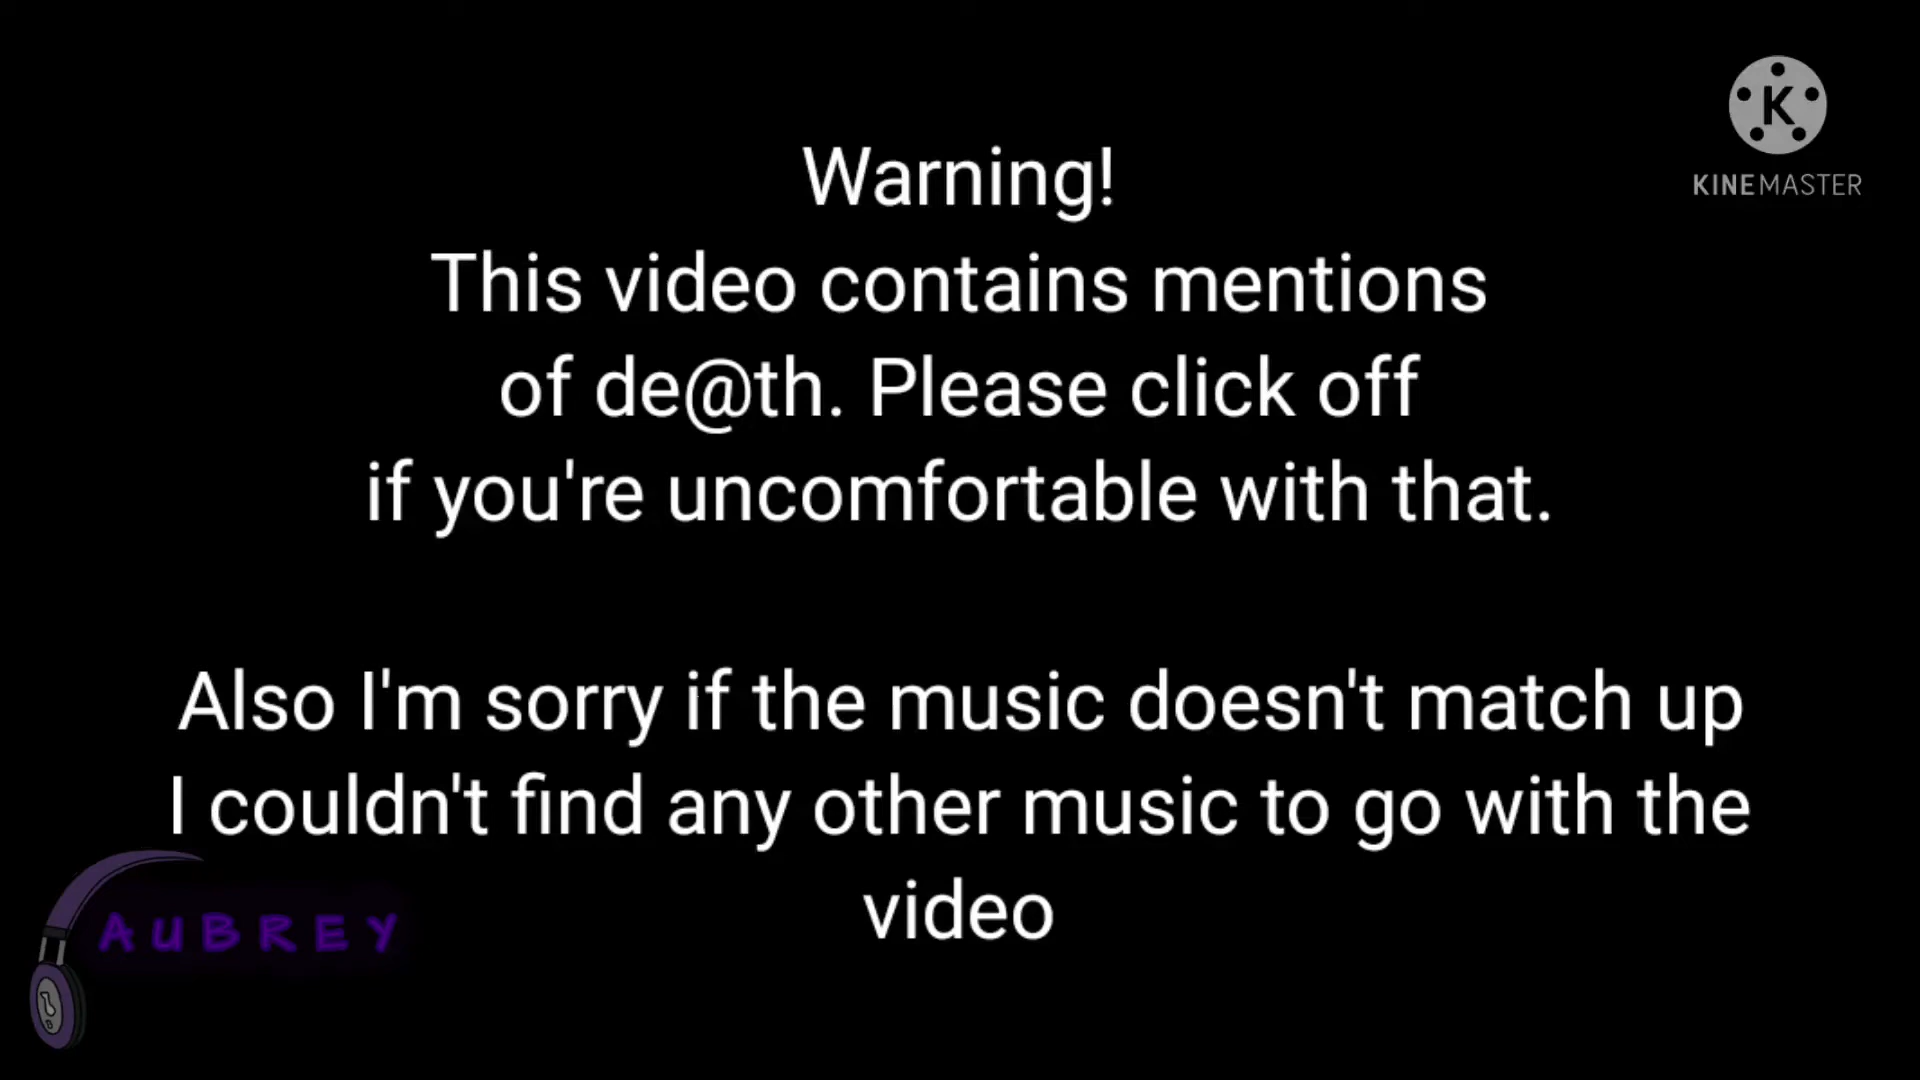 Warning!
This video contains mentions
of de@th. Please click off
if you're uncomfortable with that.
Also I'm sorry if the music doesn't match up
I couldn't find any other music to go with the
video
K
KINEMASTER
AUBREY